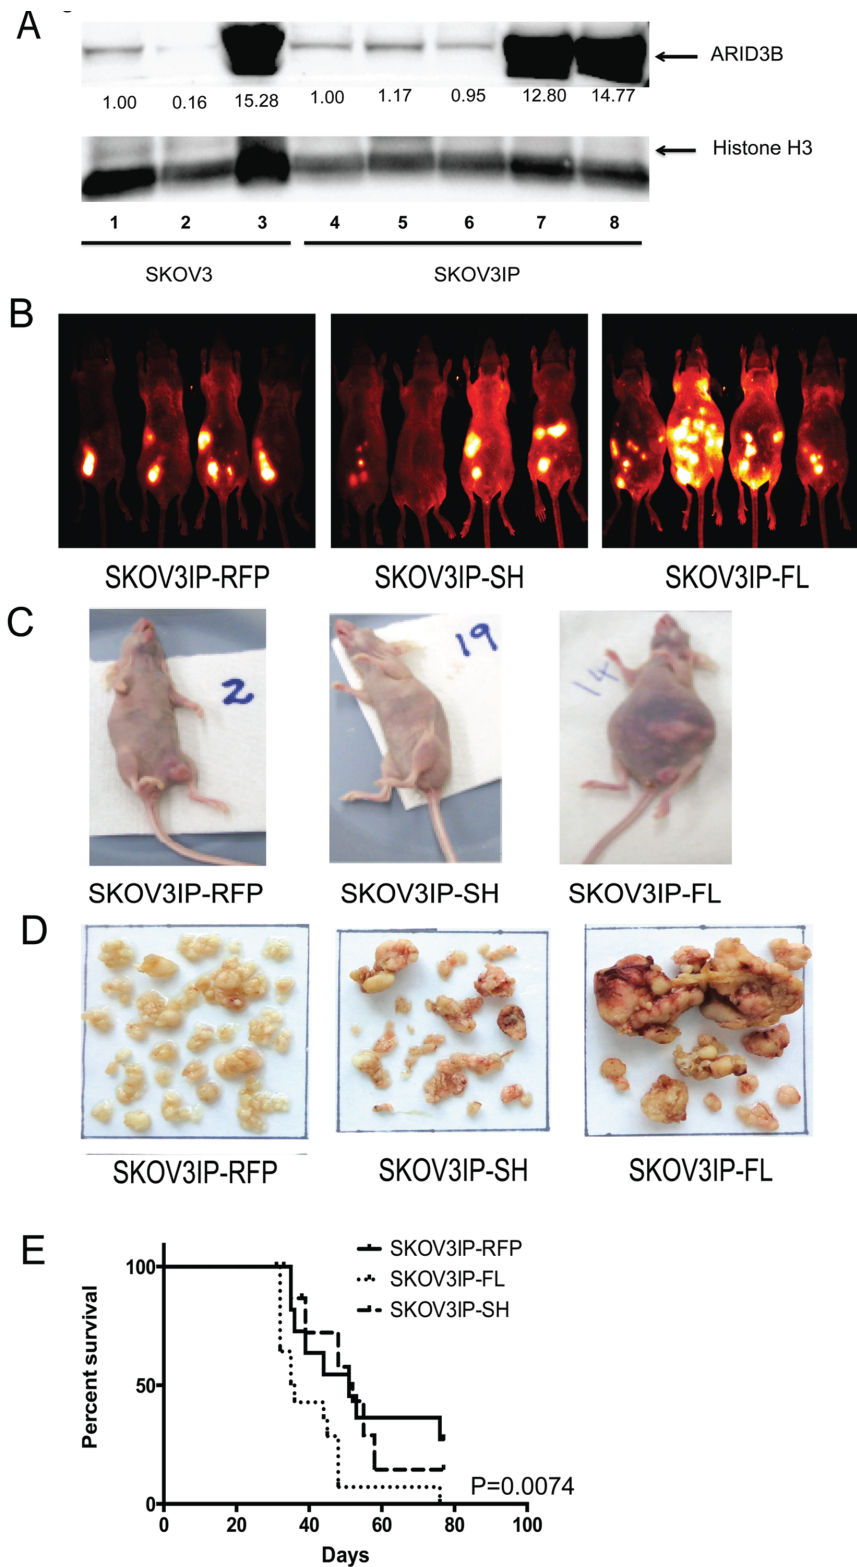 A
ARID3B
1.00 0.16 15.28 1.00 1.17 0.95 12.80 14.77
Histone H3
1 2 3 4 5 6 7 8
SKOV3 SKOV3IP
B
SKOV3IP-RFP SKOV3IP-SH SKOV3IP-FL
C
2 19 14
SKOV3IP-RFP SKOV3IP-SH SKOV3IP-FL
D
SKOV3IP-RFP SKOV3IP-SH SKOV3IP-FL
E
SKOV3IP-RFP
SKOV3IP-FL
SKOV3IP-SH
Percent survival
100
50
0
P=0.0074
0 20 40 60 80 100
Days